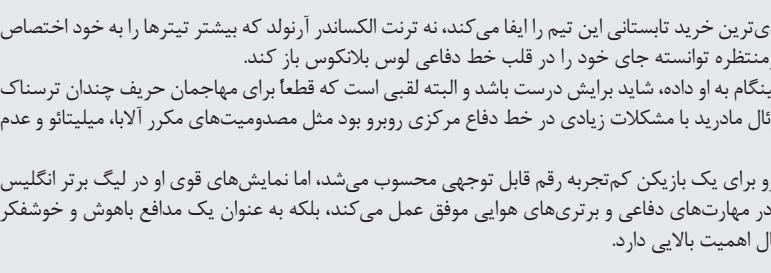 ی‌ترین خرید تابستانی این تیم را ایفا می‌کند، نه ترنت الکساندر آرنولد که بیشتر تیترها را به خود اختصاص
منتظره توانسته جای خود را در قلب خط دفاعی لوس بلانکوس باز کند.
ینگام به او داده، شاید برایش درست باشد و البته لقبی است که قطعاً برای مهاجمان حریف چندان ترسناک
ئال مادرید با مشکلات زیادی در خط دفاع مرکزی روبرو بود مثل مصدومیت‌های مکرر آلابا، میلیتائو و عدم
رو برای یک بازیکن کم‌تجربه رقم قابل توجهی محسوب می‌شد، اما نمایش‌های قوی او در لیگ برتر انگلیس
در مهارت‌های دفاعی و برتری‌های هوایی موفق عمل می‌کند، بلکه به عنوان یک مدافع باهوش و خوشفکر
ال اهمیت بالایی دارد.